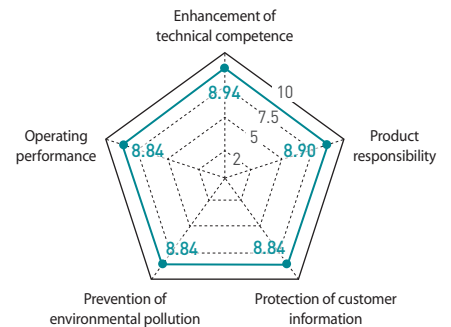 Enhancement of
technical competence
8.94
10
7.5
5
2
Operating
performance
8.84
8.90
Product
responsibility
8.84
8.84
Prevention of
environmental pollution
Protection of customer
information